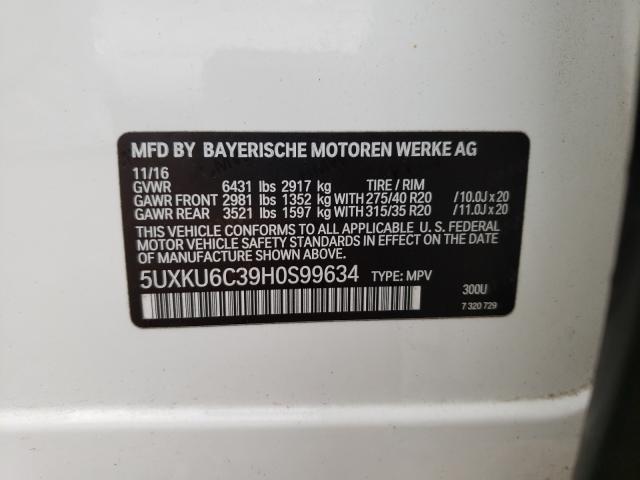 MFD BY BAYERISCHE MOTOREN WERKE AG
11/16
GVWR 6431 lbs 2917 kg TIRE / RIM
GAWR FRONT 2981 lbs 1352 kg WITH 275/40 R20 /10.0J x 20
GAWR REAR 3521 lbs 1597 kg WITH 315/35 R20 /11.0J x 20
THIS VEHICLE CONFORMS TO ALL APPLICABLE U. S. FEDERAL
MOTOR VEHICLE SAFETY STANDARDS IN EFFECT ON THE DATE
OF MANUFACTURE SHOWN ABOVE.
5UXKU6C39H0S99634 TYPE: MPV
300U
7 320 729